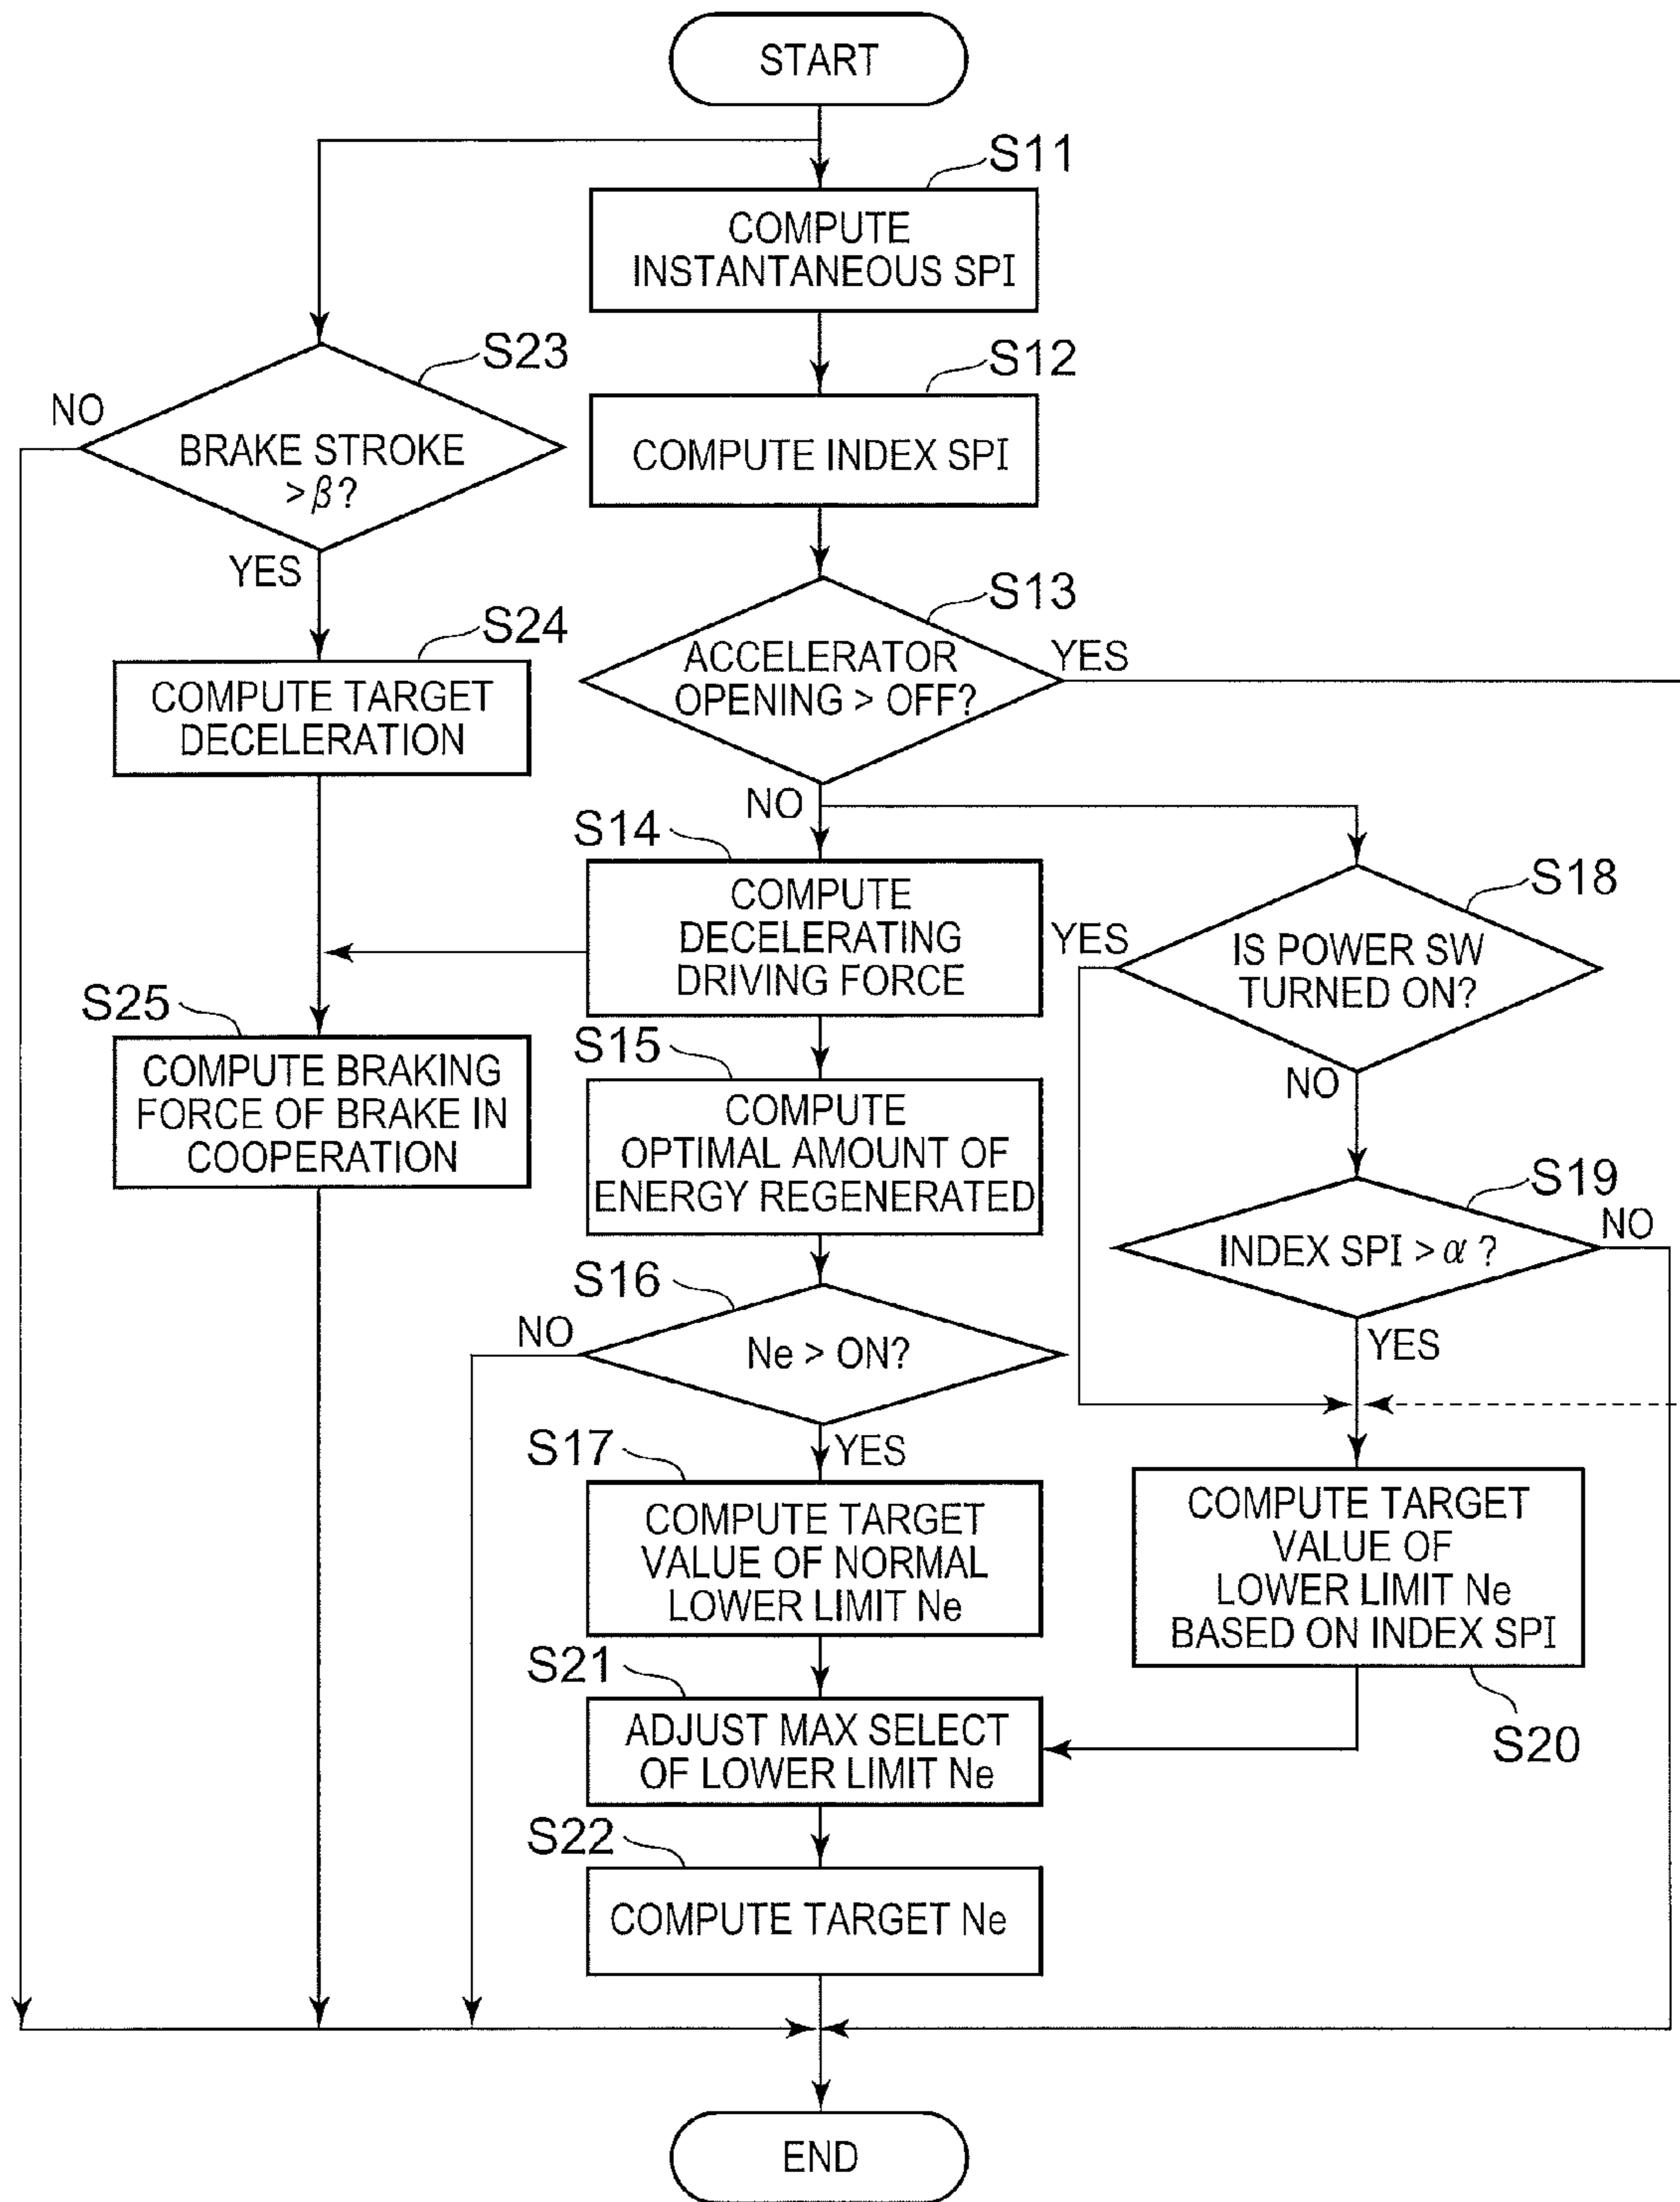 START
S11
COMPUTE
INSTANTANEOUS SPI
S23
S12
NO
BRAKE STROKE
> β?
COMPUTE INDEX SPI
YES
S13
S24
ACCELERATOR
OPENING > OFF?
YES
COMPUTE TARGET
DECELERATION
NO
S14
S18
COMPUTE
DECELERATING
DRIVING FORCE
YES
IS POWER SW
TURNED ON?
S25
S15
COMPUTE BRAKING
FORCE OF BRAKE IN
COOPERATION
NO
COMPUTE
OPTIMAL AMOUNT OF
ENERGY REGENERATED
S19
NO
INDEX SPI > α ?
S16
NO
Ne > ON?
YES
S17
YES
COMPUTE TARGET
VALUE OF NORMAL
LOWER LIMIT Ne
COMPUTE TARGET
VALUE OF
LOWER LIMIT Ne
BASED ON INDEX SPI
S21
ADJUST MAX SELECT
OF LOWER LIMIT Ne
S20
S22
COMPUTE TARGET Ne
END